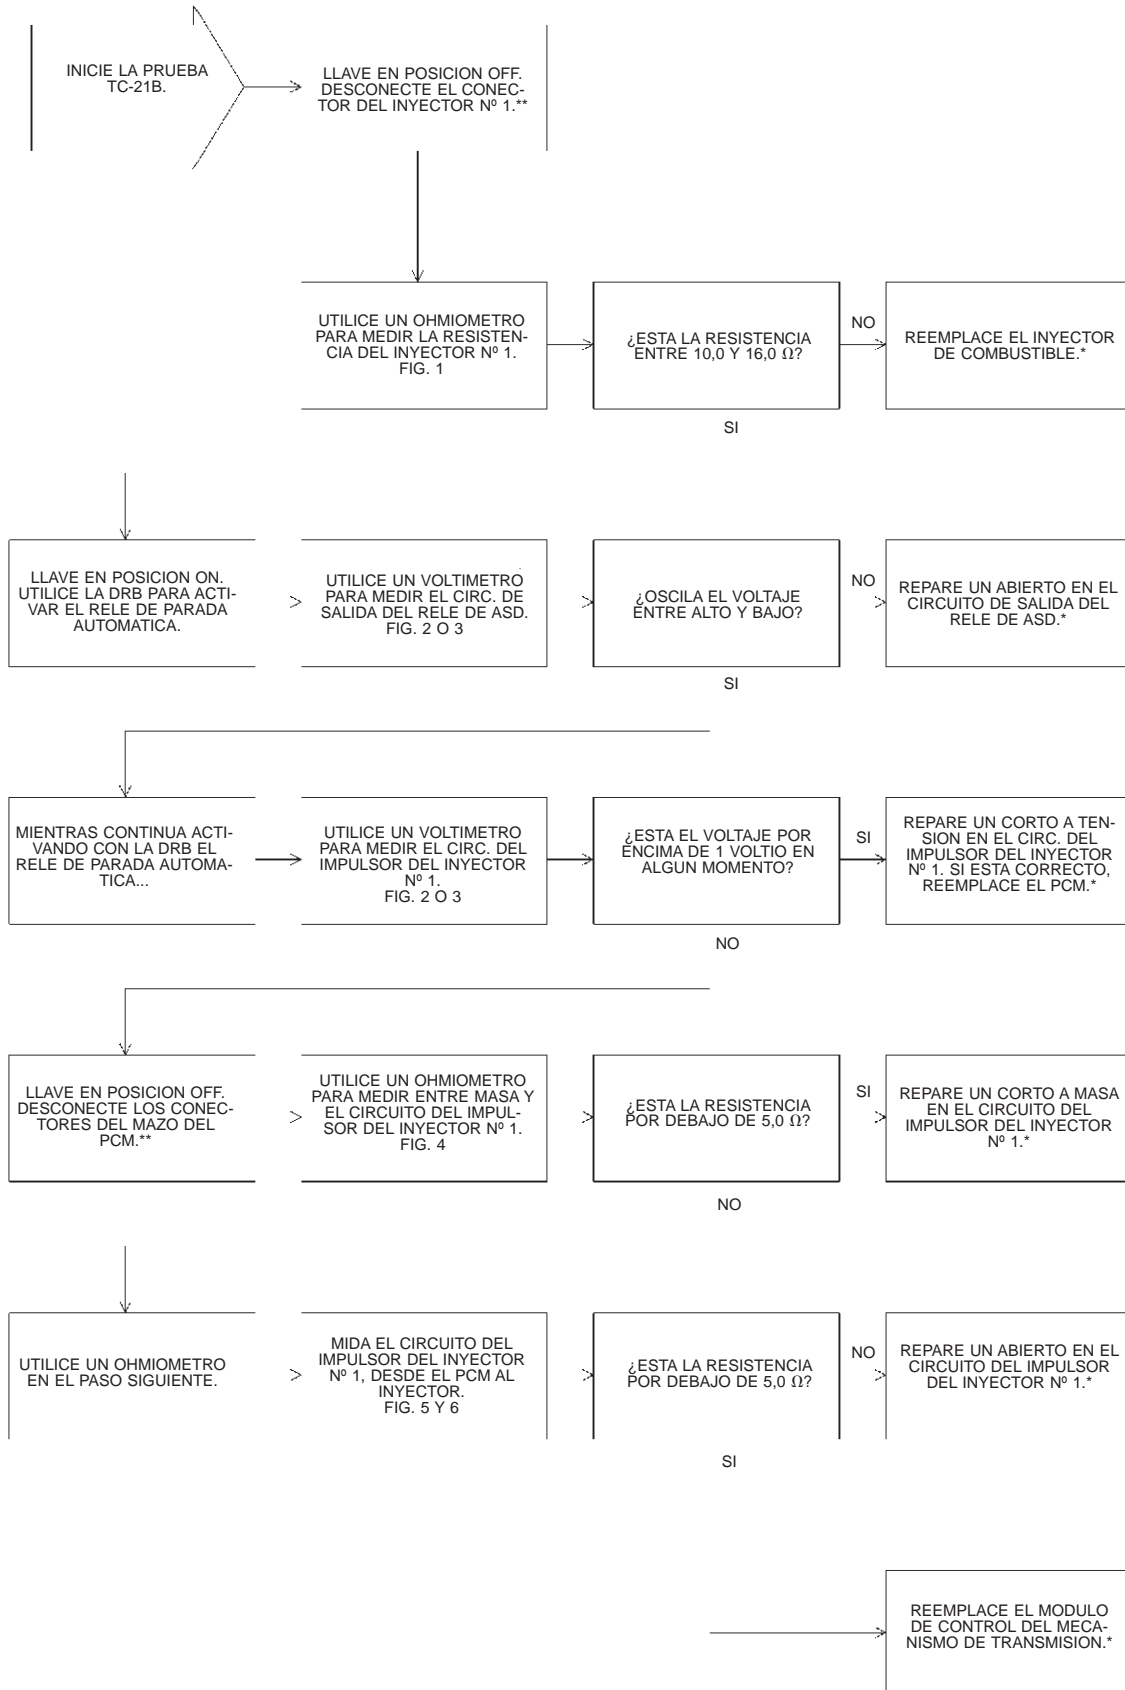 INICIE LA PRUEBA
TC-21B.
LLAVE EN POSICION OFF.
DESCONECTE EL CONEC-
TOR DEL INYECTOR Nº 1.**
UTILICE UN OHMIOMETRO
PARA MEDIR LA RESISTEN-
CIA DEL INYECTOR Nº 1.
FIG. 1
¿ESTA LA RESISTENCIA
ENTRE 10,0 Y 16,0 Ω?
NO
REEMPLACE EL INYECTOR
DE COMBUSTIBLE.*
SI
LLAVE EN POSICION ON.
UTILICE LA DRB PARA ACTI-
VAR EL RELE DE PARADA
AUTOMATICA.
UTILICE UN VOLTIMETRO
PARA MEDIR EL CIRC. DE
SALIDA DEL RELE DE ASD.
FIG. 2 O 3
¿OSCILA EL VOLTAJE
ENTRE ALTO Y BAJO?
NO
REPARE UN ABIERTO EN EL
CIRCUITO DE SALIDA DEL
RELE DE ASD.*
SI
MIENTRAS CONTINUA ACTI-
VANDO CON LA DRB EL
RELE DE PARADA AUTOMA-
TICA...
UTILICE UN VOLTIMETRO
PARA MEDIR EL CIRC. DEL
IMPULSOR DEL INYECTOR
Nº 1.
FIG. 2 O 3
¿ESTA EL VOLTAJE POR
ENCIMA DE 1 VOLTIO EN
ALGUN MOMENTO?
SI
REPARE UN CORTO A TEN-
SION EN EL CIRC. DEL
IMPULSOR DEL INYECTOR
Nº 1. SI ESTA CORRECTO,
REEMPLACE EL PCM.*
NO
LLAVE EN POSICION OFF.
DESCONECTE LOS CONEC-
TORES DEL MAZO DEL
PCM.**
UTILICE UN OHMIOMETRO
PARA MEDIR ENTRE MASA Y
EL CIRCUITO DEL IMPUL-
SOR DEL INYECTOR Nº 1.
FIG. 4
¿ESTA LA RESISTENCIA
POR DEBAJO DE 5,0 Ω?
SI
REPARE UN CORTO A MASA
EN EL CIRCUITO DEL
IMPULSOR DEL INYECTOR
Nº 1.*
NO
UTILICE UN OHMIOMETRO
EN EL PASO SIGUIENTE.
MIDA EL CIRCUITO DEL
IMPULSOR DEL INYECTOR
Nº 1, DESDE EL PCM AL
INYECTOR.
FIG. 5 Y 6
¿ESTA LA RESISTENCIA
POR DEBAJO DE 5,0 Ω?
NO
REPARE UN ABIERTO EN EL
CIRCUITO DEL IMPULSOR
DEL INYECTOR Nº 1.*
SI
REEMPLACE EL MODULO
DE CONTROL DEL MECA-
NISMO DE TRANSMISION.*